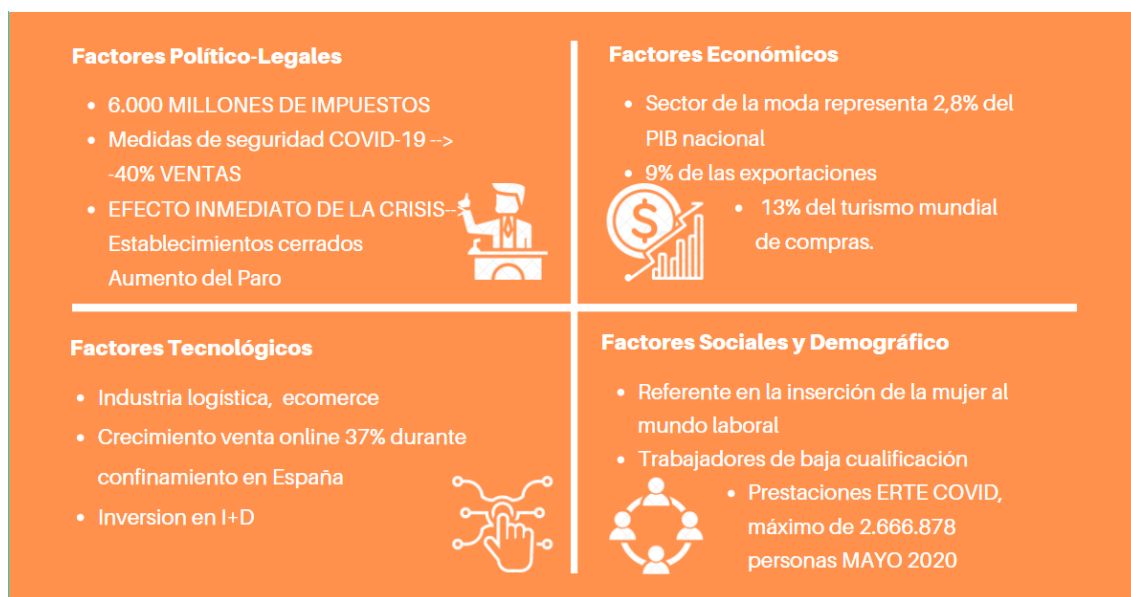 Factores Político-Legales
• 6.000 MILLONES DE IMPUESTOS
• Medidas de seguridad COVID-19 -->
-40% VENTAS
• EFECTO INMEDIATO DE LA CRISIS-->
Establecimientos cerrados
Aumento del Paro
Factores Económicos
• Sector de la moda representa 2,8% del
PIB nacional
• 9% de las exportaciones
• 13% del turismo mundial
de compras.
Factores Tecnológicos
• Industria logística, ecomerce
• Crecimiento venta online 37% durante
confinamiento en España
• Inversion en I+D
Factores Sociales y Demográfico
• Referente en la inserción de la mujer al
mundo laboral
• Trabajadores de baja cualificación
• Prestaciones ERTE COVID,
máximo de 2.666.878
personas MAYO 2020